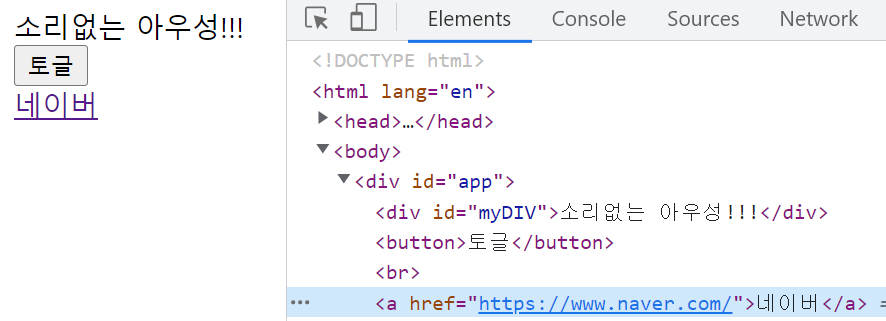 소리없는 아우성!!!
토글
네이버
Elements Console Sources Network
<!DOCTYPE html>
<html lang="en">
<head>…</head>
<body>
<div id="app">
<div id="myDIV">소리없는 아우성!!!</div>
<button>토글</button>
<br>
<a href="https://www.naver.com/">네이버</a> =